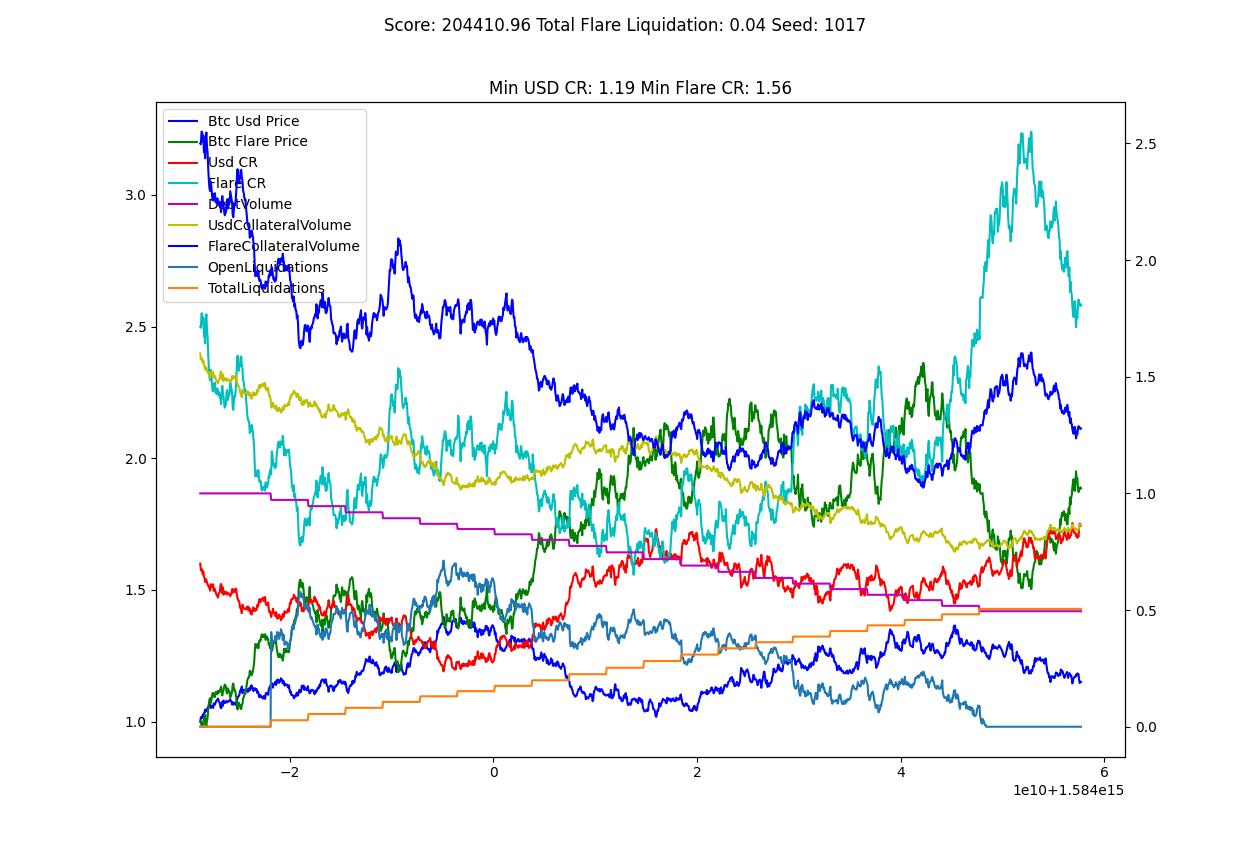 Score: 204410.96 Total Flare Liquidation: 0.04 Seed: 1017
Min USD CR: 1.19 Min Flare CR: 1.56
Btc Usd Price
Btc Flare Price
Usd CR
Flare CR
DebtVolume
UsdCollateralVolume
FlareCollateralVolume
OpenLiquidations
TotalLiquidations
3.0
2.5
2.0
1.5
1.0
2.5
2.0
1.5
1.0
0.5
0.0
−2
0
2
4
6
1e10+1.584e15